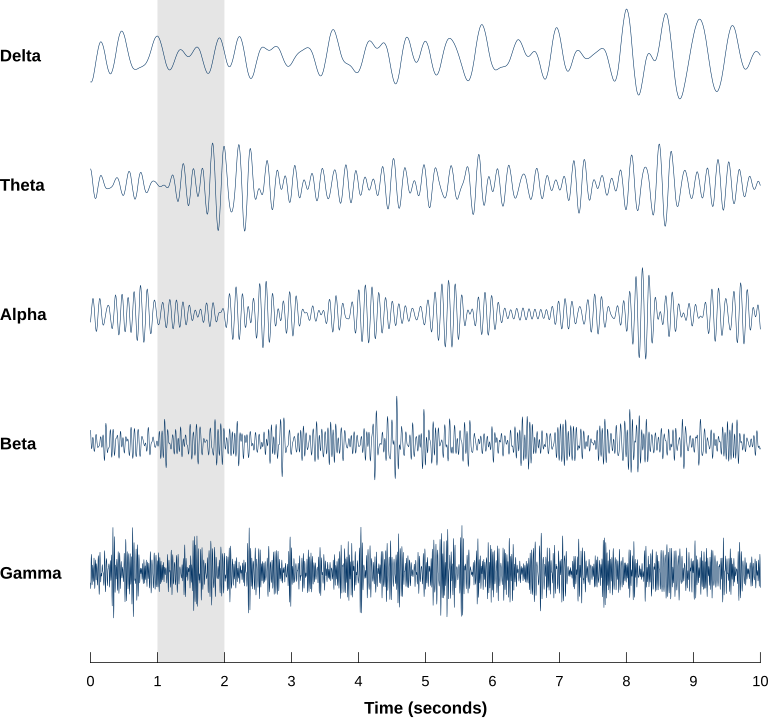 Delta
Theta
Alpha
Beta
Gamma
0 1 2 3 4 5 6 7 8 9 10
Time (seconds)